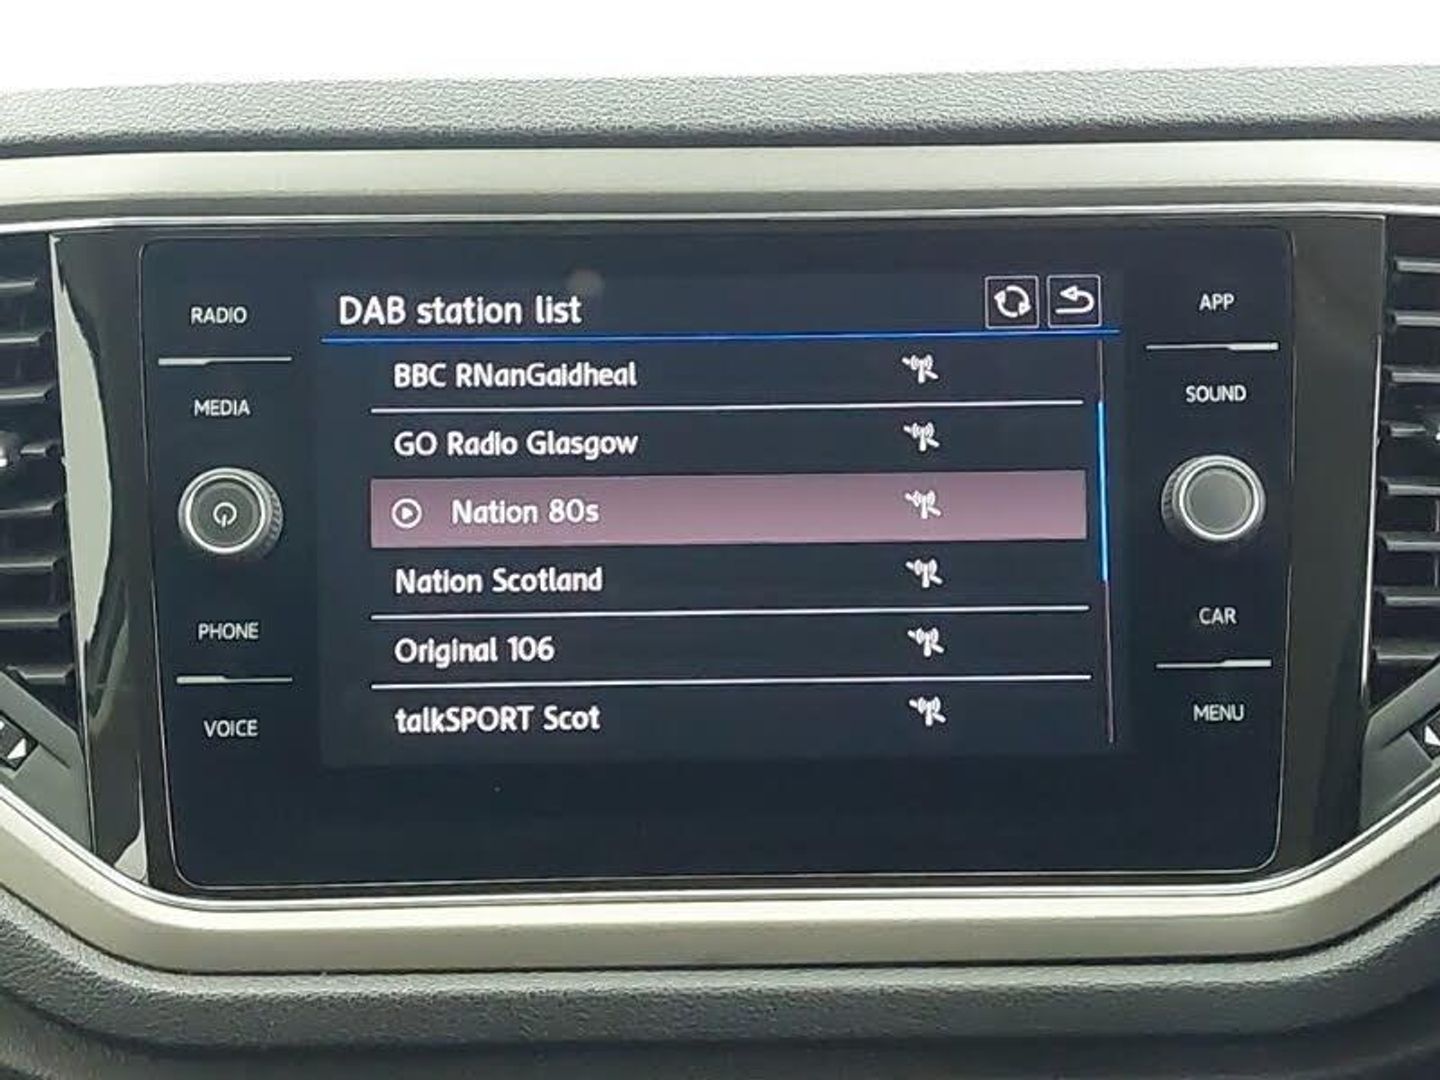 RADIO
MEDIA
PHONE
VOICE
DAB station list
BBC RNanGaidheal
GO Radio Glasgow
Nation 80s
Nation Scotland
Original 106
talkSPORT Scot
APP
SOUND
CAR
MENU